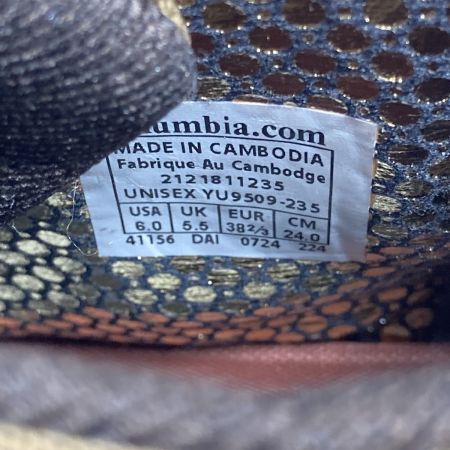 lumbia.com
MADE IN CAMBODIA
Fabrique Au Cambodge
2121811235
UNISEX YU9509-235
USA UK EUR CM
6.0 5.5 38⅔ 24.0
41156 DAI 0724 224